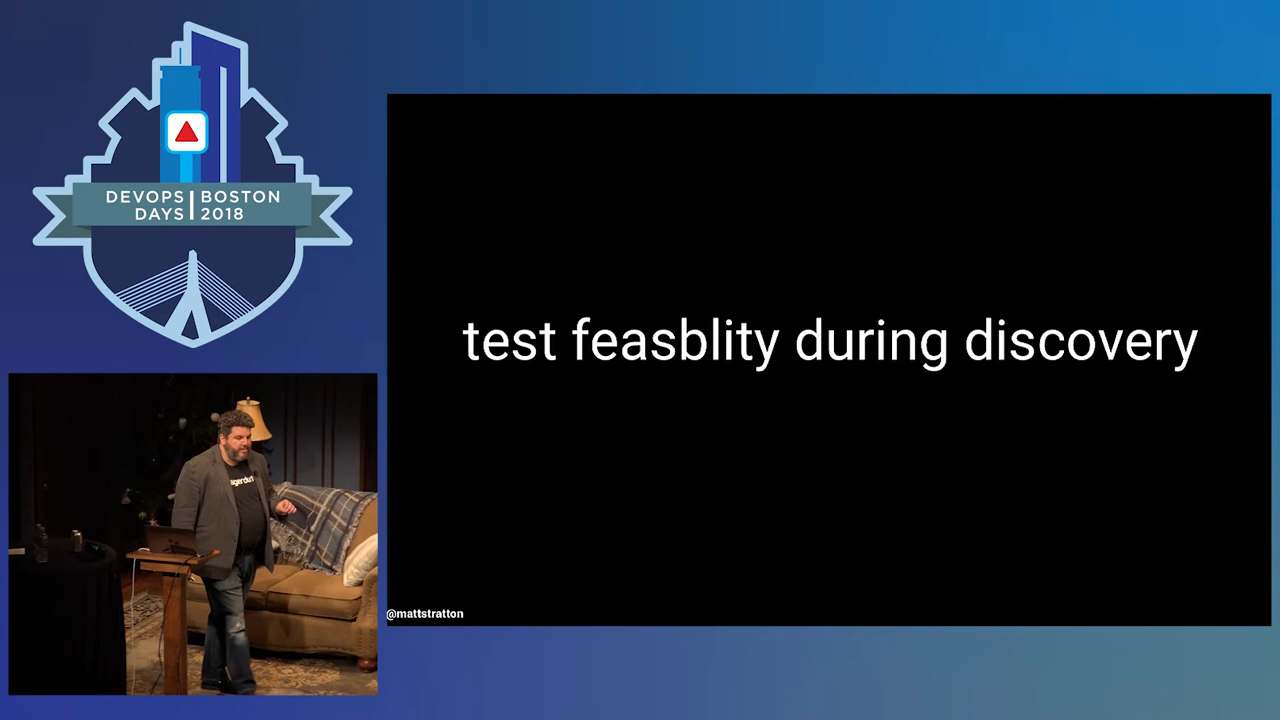 DEVOPS BOSTON
DAYS 2018
test feasblity during discovery
@mattstratton